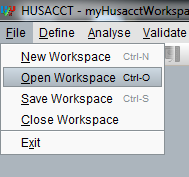 HUSACCT - myHusacctWorkspa
File Define Analyse Validate
New Workspace Ctrl-N
Open Workspace Ctrl-O
Save Workspace Ctrl-S
Close Workspace
Exit